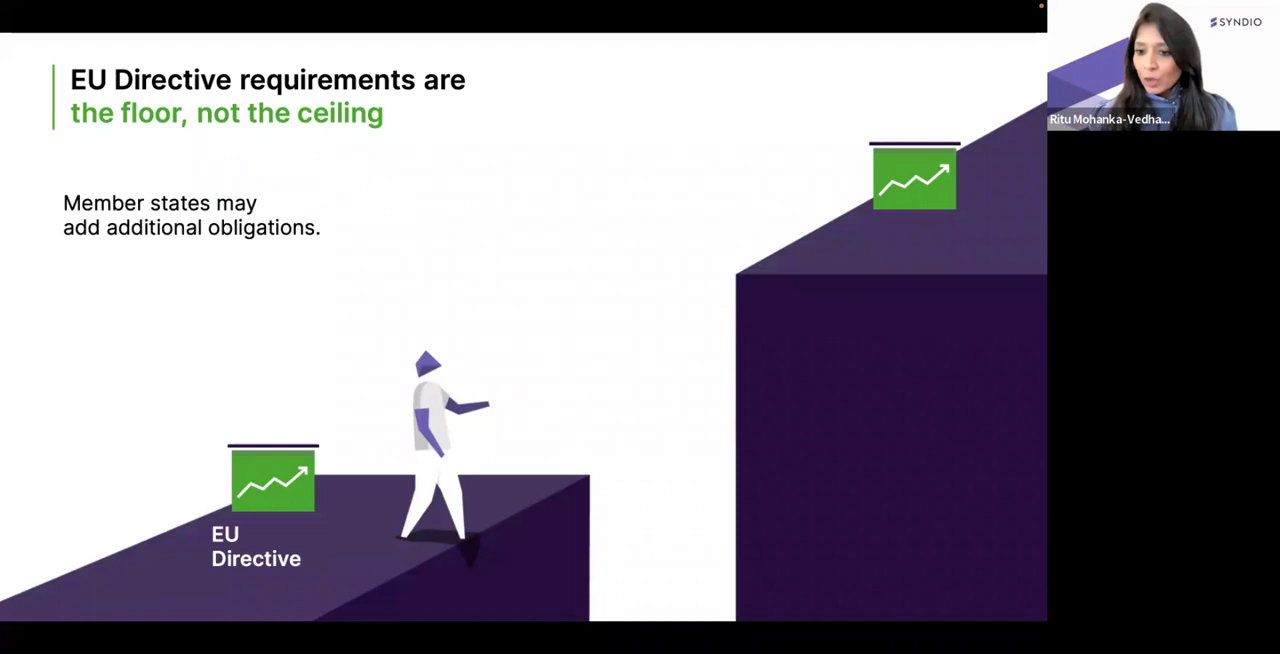 EU Directive requirements are
the floor, not the ceiling
Member states may
add additional obligations.
EU
Directive
SYNDIO
Ritu Mohanka-Vedha...